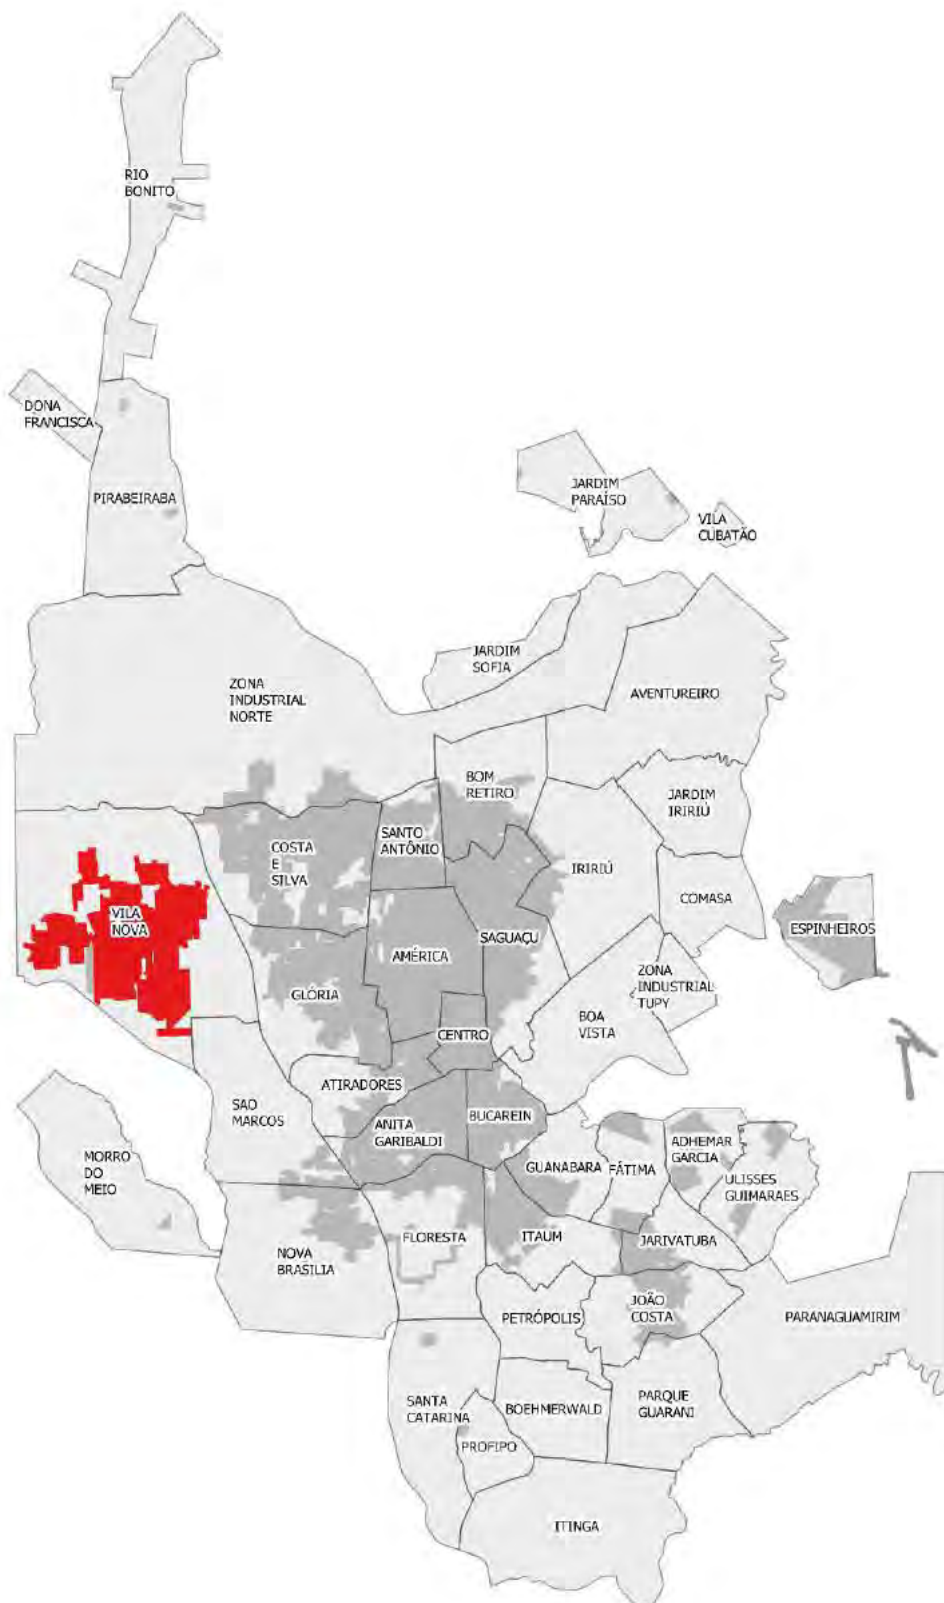 RIO
BONITO
DONA
FRANCISCA
PIRABEIRABA
JARDIM
PARAÍSO
VILA
CUBATÃO
JARDIM
SOFIA
ZONA
INDUSTRIAL
NORTE
AVENTUREIRO
BOM
RETIRO
JARDIM
IRIRIÚ
SANTO
ANTÔNIO
COSTA
E
SILVA
IRIRIÚ
COMASA
VILA
NOVA
ESPINHEIROS
SAGUAÇU
AMÉRICA
ZONA
INDUSTRIAL
TUPY
GLÓRIA
BOA
VISTA
CENTRO
ATIRADORES
SAO
MARCOS
ANITA
GARIBALDI
BUCAREIN
MORRO
DO
MEIO
GUANABARA
FÁTIMA
ADHEMAR
GARCIA
ULISSES
GUIMARAES
FLORESTA
ITAUM
JARIVATUBA
NOVA
BRASILIA
JOÃO
COSTA
PETRÓPOLIS
PARANAGUAMIRIM
SANTA
CATARINA
BOEHMERWALD
PARQUE
GUARANI
PROFIPO
ITINGA